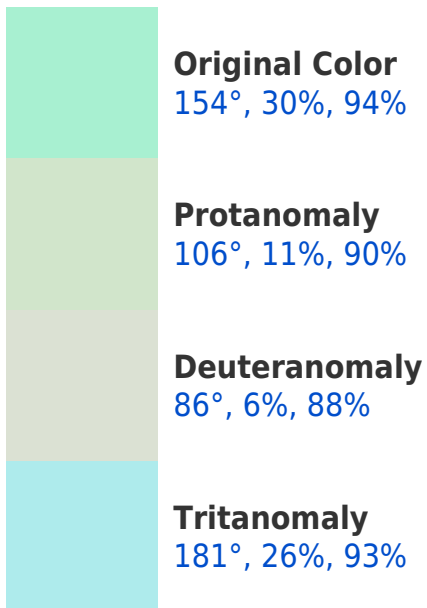 Original Color
154°, 30%, 94%
Protanomaly
106°, 11%, 90%
Deuteranomaly
86°, 6%, 88%
Tritanomaly
181°, 26%, 93%